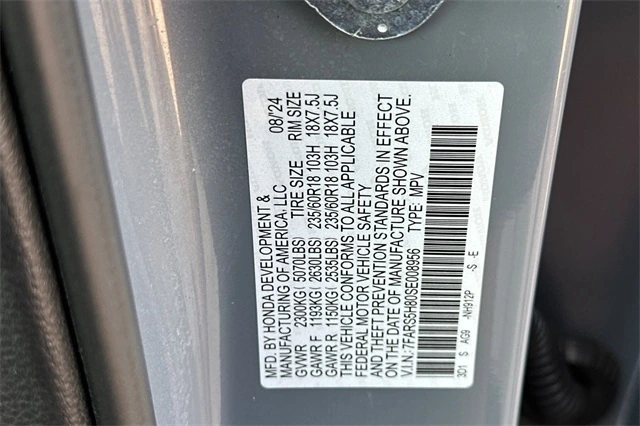 MFD. BY HONDA DEVELOPMENT &
MANUFACTURING OF AMERICA, LLC 08/24
GVWR 2300KG( 5070LBS) TIRE SIZE RIM SIZE
GAWR F 1193KG( 2630LBS) 235/60R18 103H 18X7.5J
GAWR R 1150KG( 2535LBS) 235/60R18 103H 18X7.5J
THIS VEHICLE CONFORMS TO ALL APPLICABLE
FEDERAL MOTOR VEHICLE SAFETY
AND THEFT PREVENTION STANDARDS IN EFFECT
ON THE DATE OF MANUFACTURE SHOWN ABOVE.
V.I.N.: 7FARS5H80SE008956 TYPE: MPV
3D1 S AG9 -NH912P -S -E